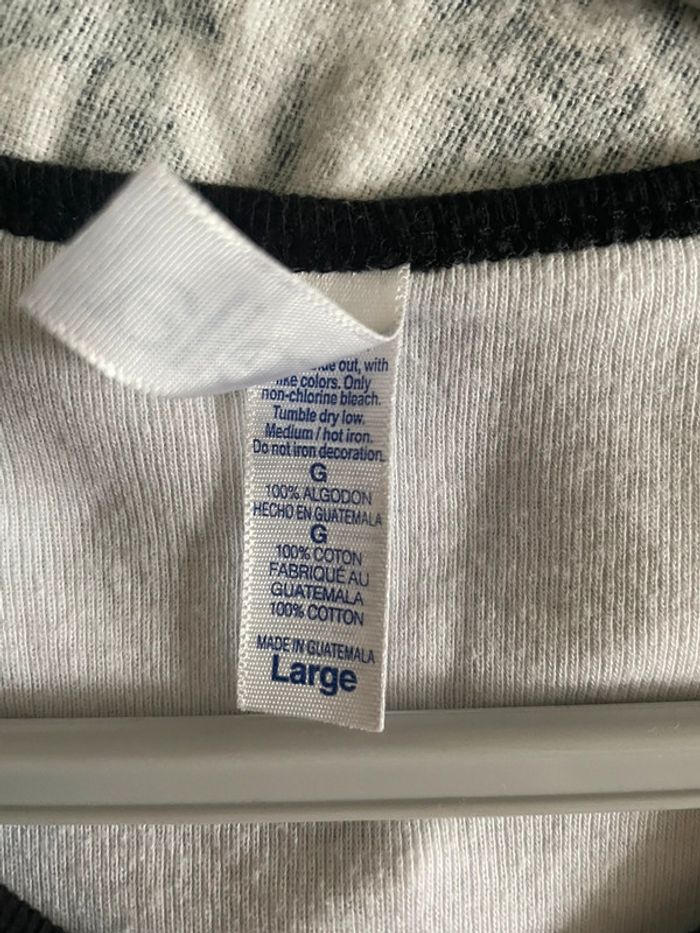 out, with
like colors. Only
non-chlorine bleach.
Tumble dry low.
Medium / hot iron.
Do not iron decoration.
G
100% ALGODON
HECHO EN GUATEMALA
G
100% COTON
FABRIQUÉ AU
GUATEMALA
100% COTTON
MADE IN GUATEMALA
Large